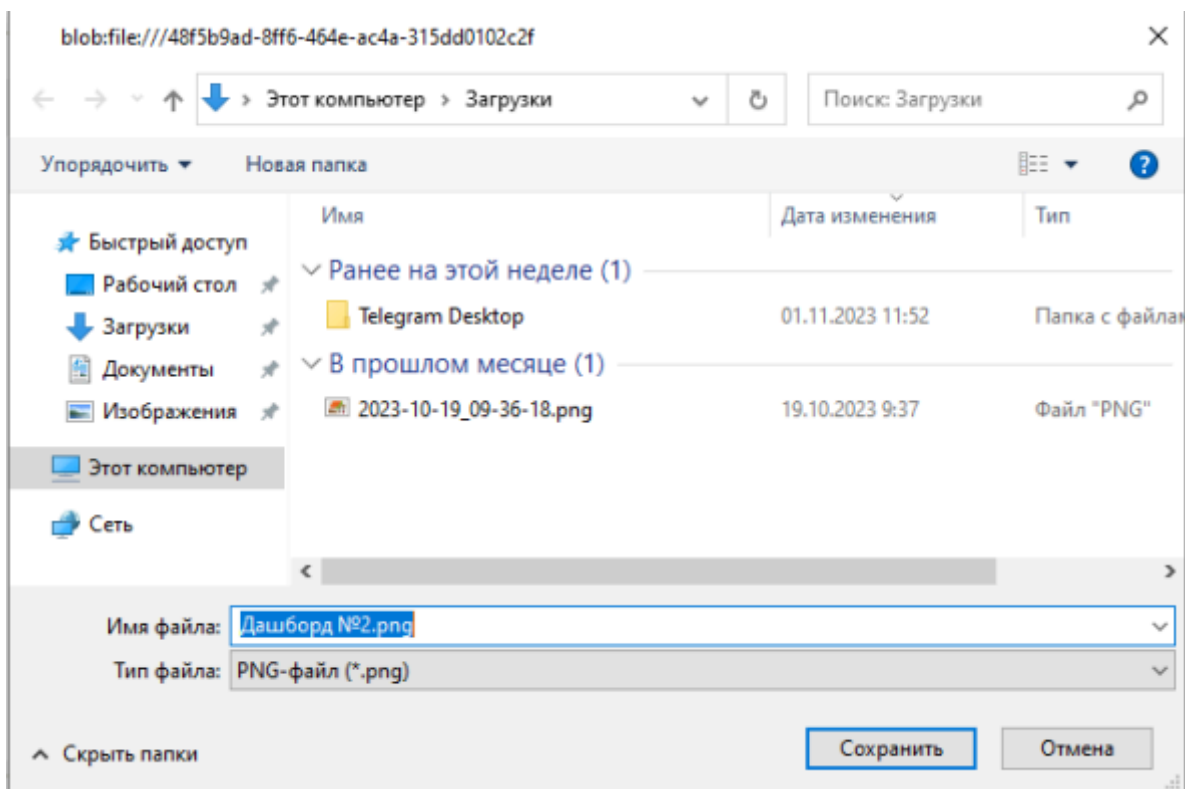 blob:file:///48f5b9ad-8ff6-464e-ac4a-315dd0102c2f
Этот компьютер > Загрузки
Поиск: Загрузки
Упорядочить
Новая папка
Имя
Дата изменения
Тип
Быстрый доступ
Рабочий стол
Загрузки
Документы
Изображения
Этот компьютер
Сеть
Ранее на этой неделе (1)
Telegram Desktop 01.11.2023 11:52 Папка с файлам
В прошлом месяце (1)
2023-10-19_09-36-18.png 19.10.2023 9:37 Файл "PNG"
Имя файла: Дашборд №2.png
Тип файла: PNG-файл (*.png)
Скрыть папки
Сохранить
Отмена